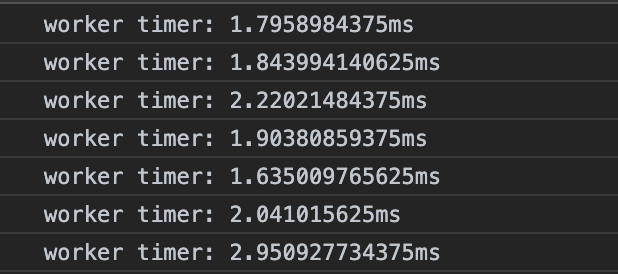 worker timer: 1.7958984375ms
worker timer: 1.843994140625ms
worker timer: 2.22021484375ms
worker timer: 1.90380859375ms
worker timer: 1.635009765625ms
worker timer: 2.041015625ms
worker timer: 2.950927734375ms